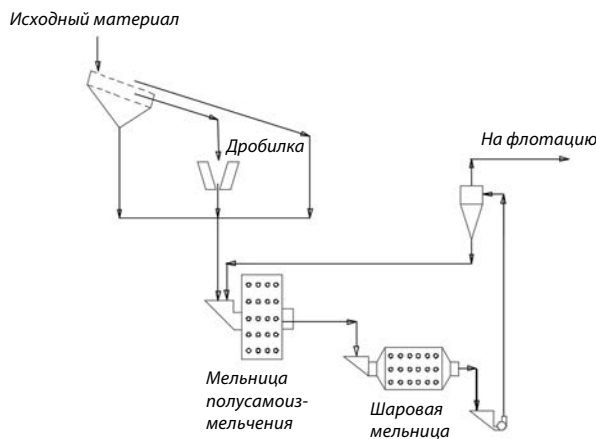 Исходный материал
Дробилка
На флотацию
Мельница
полусамоиз-
мельчения
Шаровая
мельница